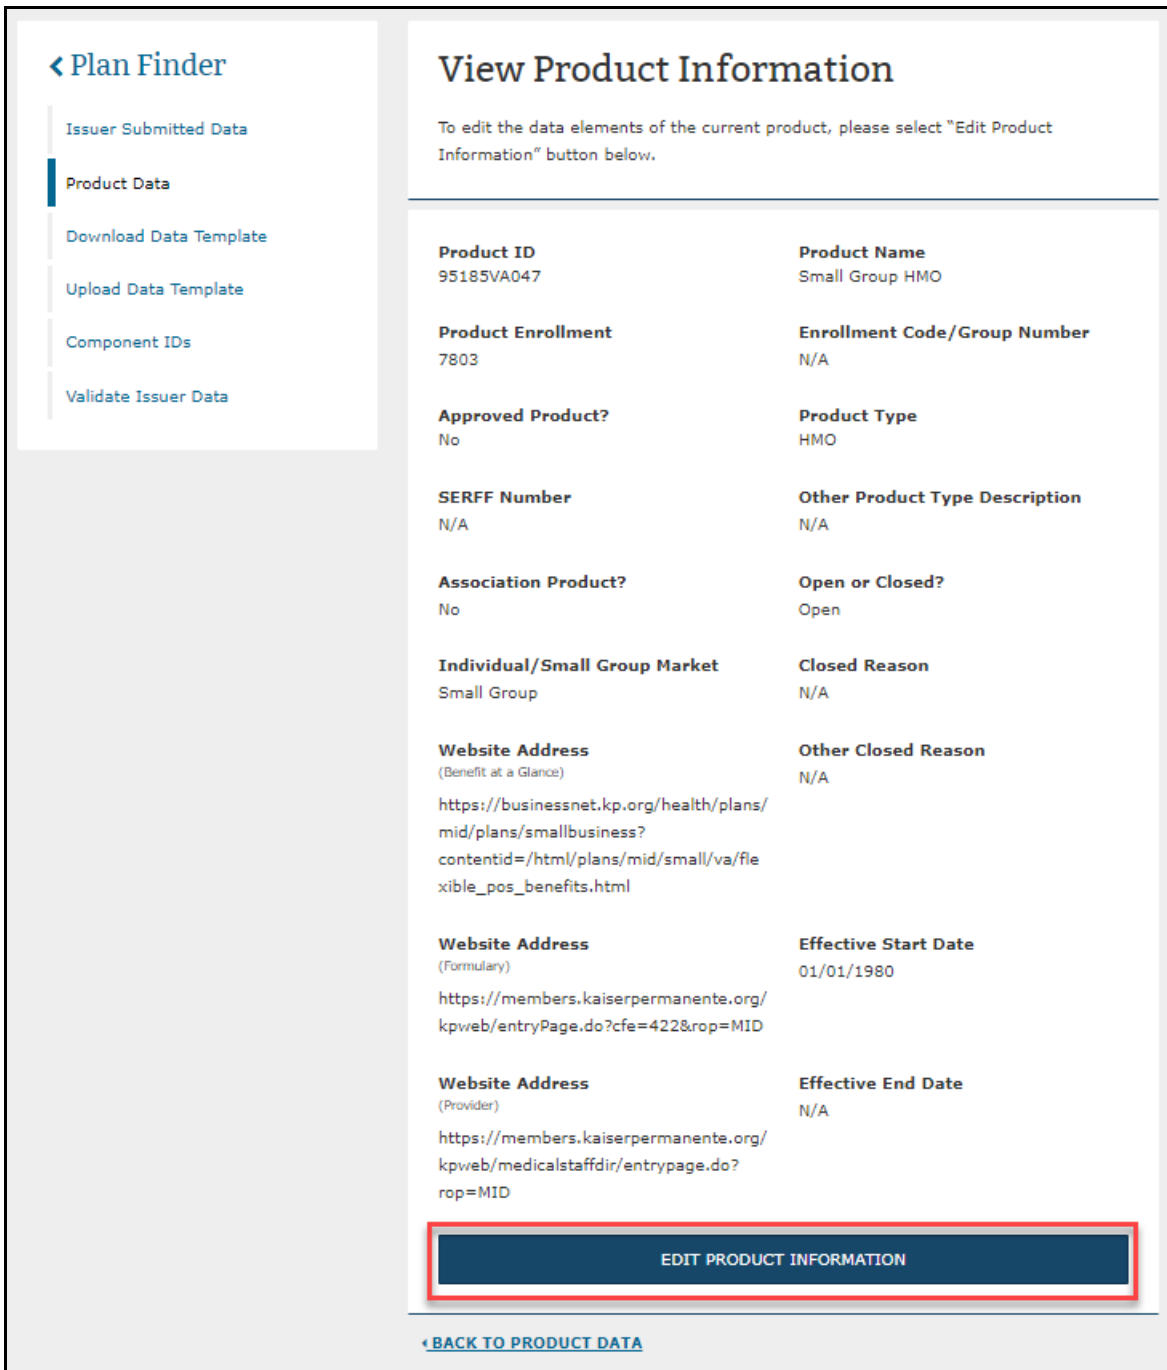 Plan Finder
Issuer Submitted Data
Product Data
Download Data Template
Upload Data Template
Component IDs
Validate Issuer Data
View Product Information
To edit the data elements of the current product, please select “Edit Product
Information” button below.
Product ID
95185VA047
Product Name
Small Group HMO
Product Enrollment
7803
Enrollment Code/Group Number
N/A
Approved Product?
No
Product Type
HMO
SERFF Number
N/A
Other Product Type Description
N/A
Association Product?
No
Open or Closed?
Open
Individual/Small Group Market
Small Group
Closed Reason
N/A
Website Address
(Benefit at a Glance)
https://businessnet.kp.org/health/plans/
mid/plans/smallbusiness?
contentid=/html/plans/mid/small/va/fle
xible_pos_benefits.html
Other Closed Reason
N/A
Website Address
(Formulary)
https://members.kaiserpermanente.org/
kpweb/entryPage.do?cfe=422&rop=MID
Effective Start Date
01/01/1980
Website Address
(Provider)
https://members.kaiserpermanente.org/
kpweb/medicalstaffdir/entrypage.do?
rop=MID
Effective End Date
N/A
EDIT PRODUCT INFORMATION
BACK TO PRODUCT DATA